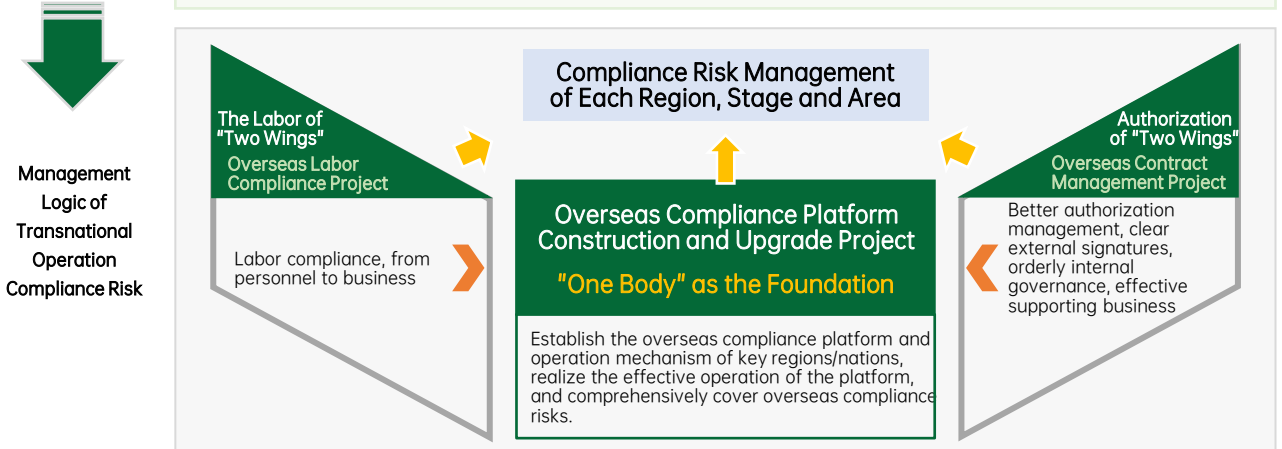 Management
Logic of
Transnational
Operation
Compliance Risk
The Labor of
"Two Wings"
Overseas Labor
Compliance Project
Labor compliance, from
personnel to business
Compliance Risk Management
of Each Region, Stage and Area
Overseas Compliance Platform
Construction and Upgrade Project
"One Body" as the Foundation
Establish the overseas compliance platform and
operation mechanism of key regions/nations,
realize the effective operation of the platform,
and comprehensively cover overseas compliance
risks.
Authorization
of "Two Wings"
Overseas Contract
Management Project
Better authorization
management, clear
external signatures,
orderly internal
governance, effective
supporting business